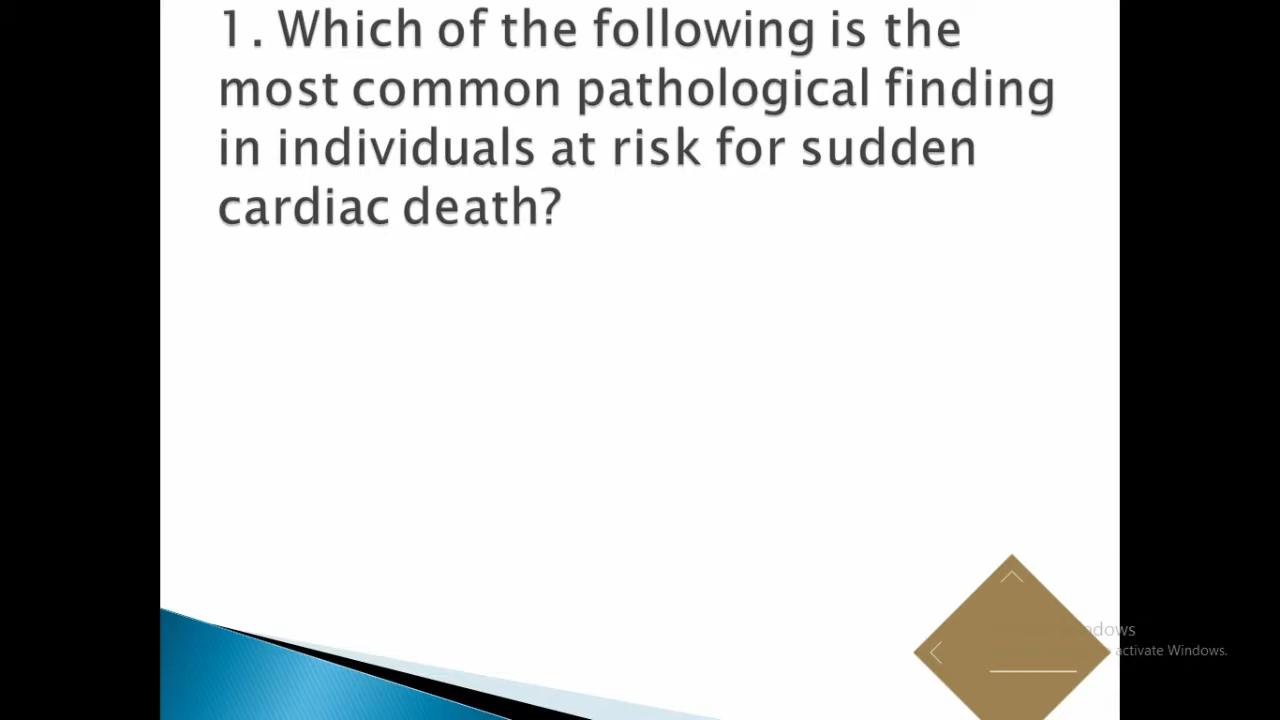 1. Which of the following is the
most common pathological finding
in individuals at risk for sudden
cardiac death?
activate Windows.